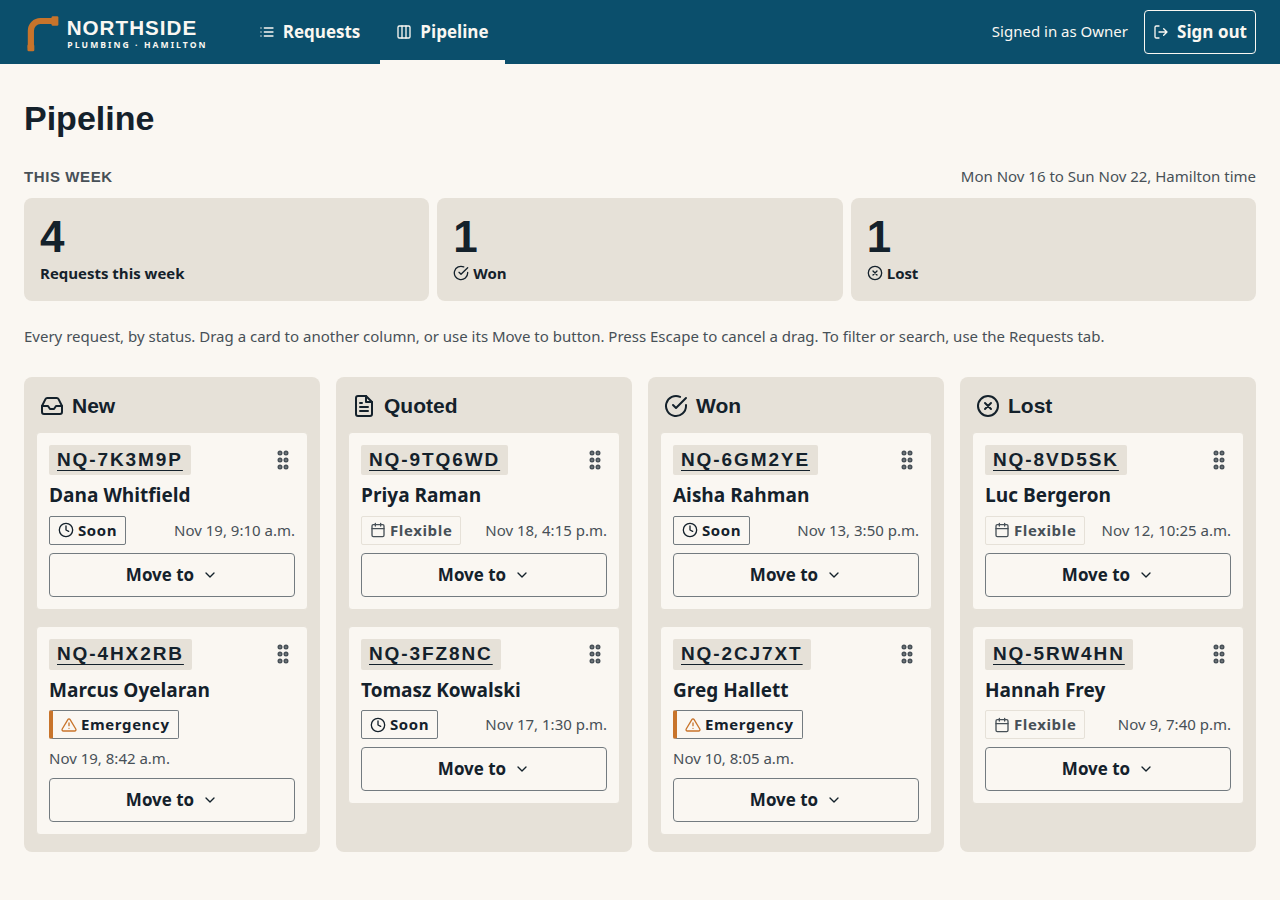 NORTHSIDE
PLUMBING · HAMILTON
Requests
Pipeline
Signed in as Owner
Sign out
Pipeline
THIS WEEK
Mon Nov 16 to Sun Nov 22, Hamilton time
4
Requests this week
1
Won
1
Lost
Every request, by status. Drag a card to another column, or use its Move to button. Press Escape to cancel a drag. To filter or search, use the Requests tab.
New
NQ-7K3M9P
Dana Whitfield
Soon
Nov 19, 9:10 a.m.
Move to
NQ-4HX2RB
Marcus Oyelaran
Emergency
Nov 19, 8:42 a.m.
Move to
Quoted
NQ-9TQ6WD
Priya Raman
Flexible
Nov 18, 4:15 p.m.
Move to
NQ-3FZ8NC
Tomasz Kowalski
Soon
Nov 17, 1:30 p.m.
Move to
Won
NQ-6GM2YE
Aisha Rahman
Soon
Nov 13, 3:50 p.m.
Move to
NQ-2CJ7XT
Greg Hallett
Emergency
Nov 10, 8:05 a.m.
Move to
Lost
NQ-8VD5SK
Luc Bergeron
Flexible
Nov 12, 10:25 a.m.
Move to
NQ-5RW4HN
Hannah Frey
Flexible
Nov 9, 7:40 p.m.
Move to